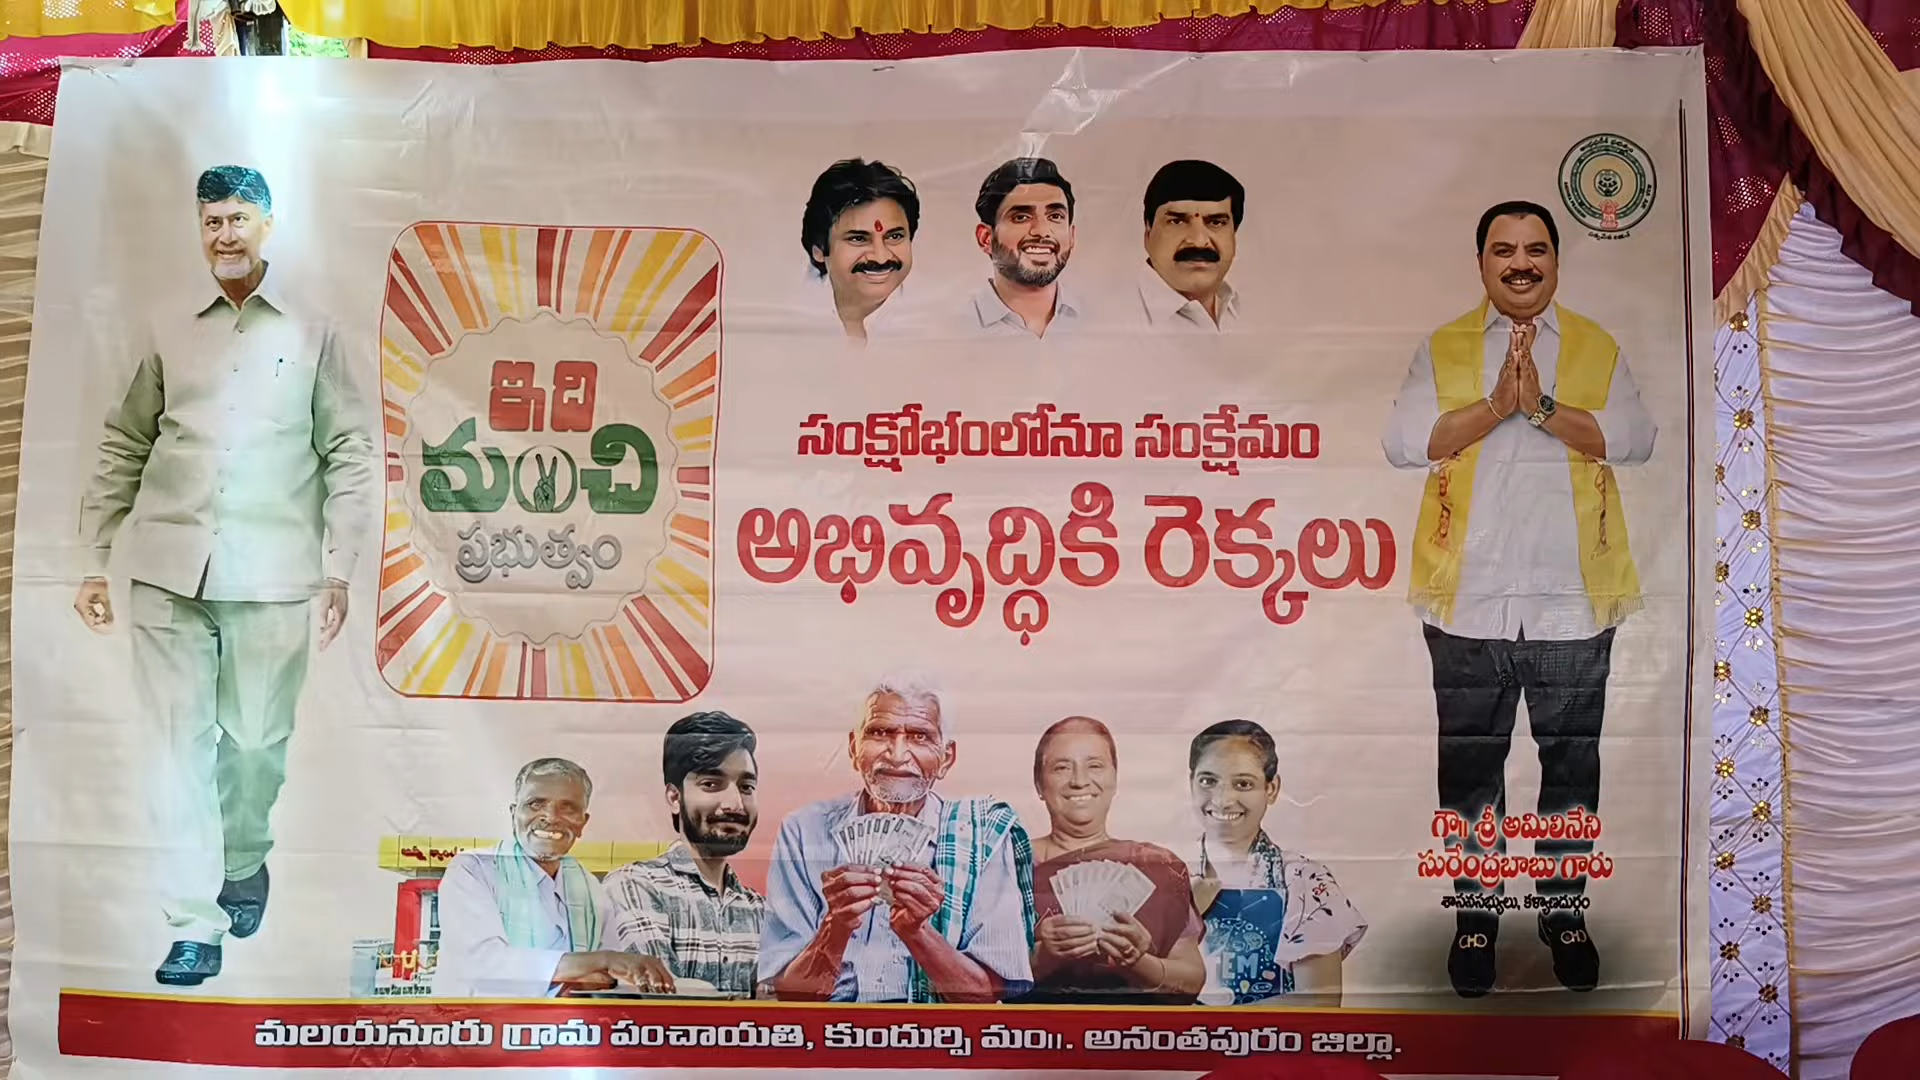 ఇది
మంచి
ప్రభుత్వం
సంక్షోభంలోనూ సంక్షేమం
అభివృద్ధికి రెక్కలు
గౌ॥ శ్రీ అమిలినేని
సురేంద్రబాబు గారు
శాసనసభ్యులు, కళ్యాణదుర్గం
మలయనూరు గ్రామ పంచాయతి, కుందుర్పి మం॥. అనంతపురం జిల్లా.